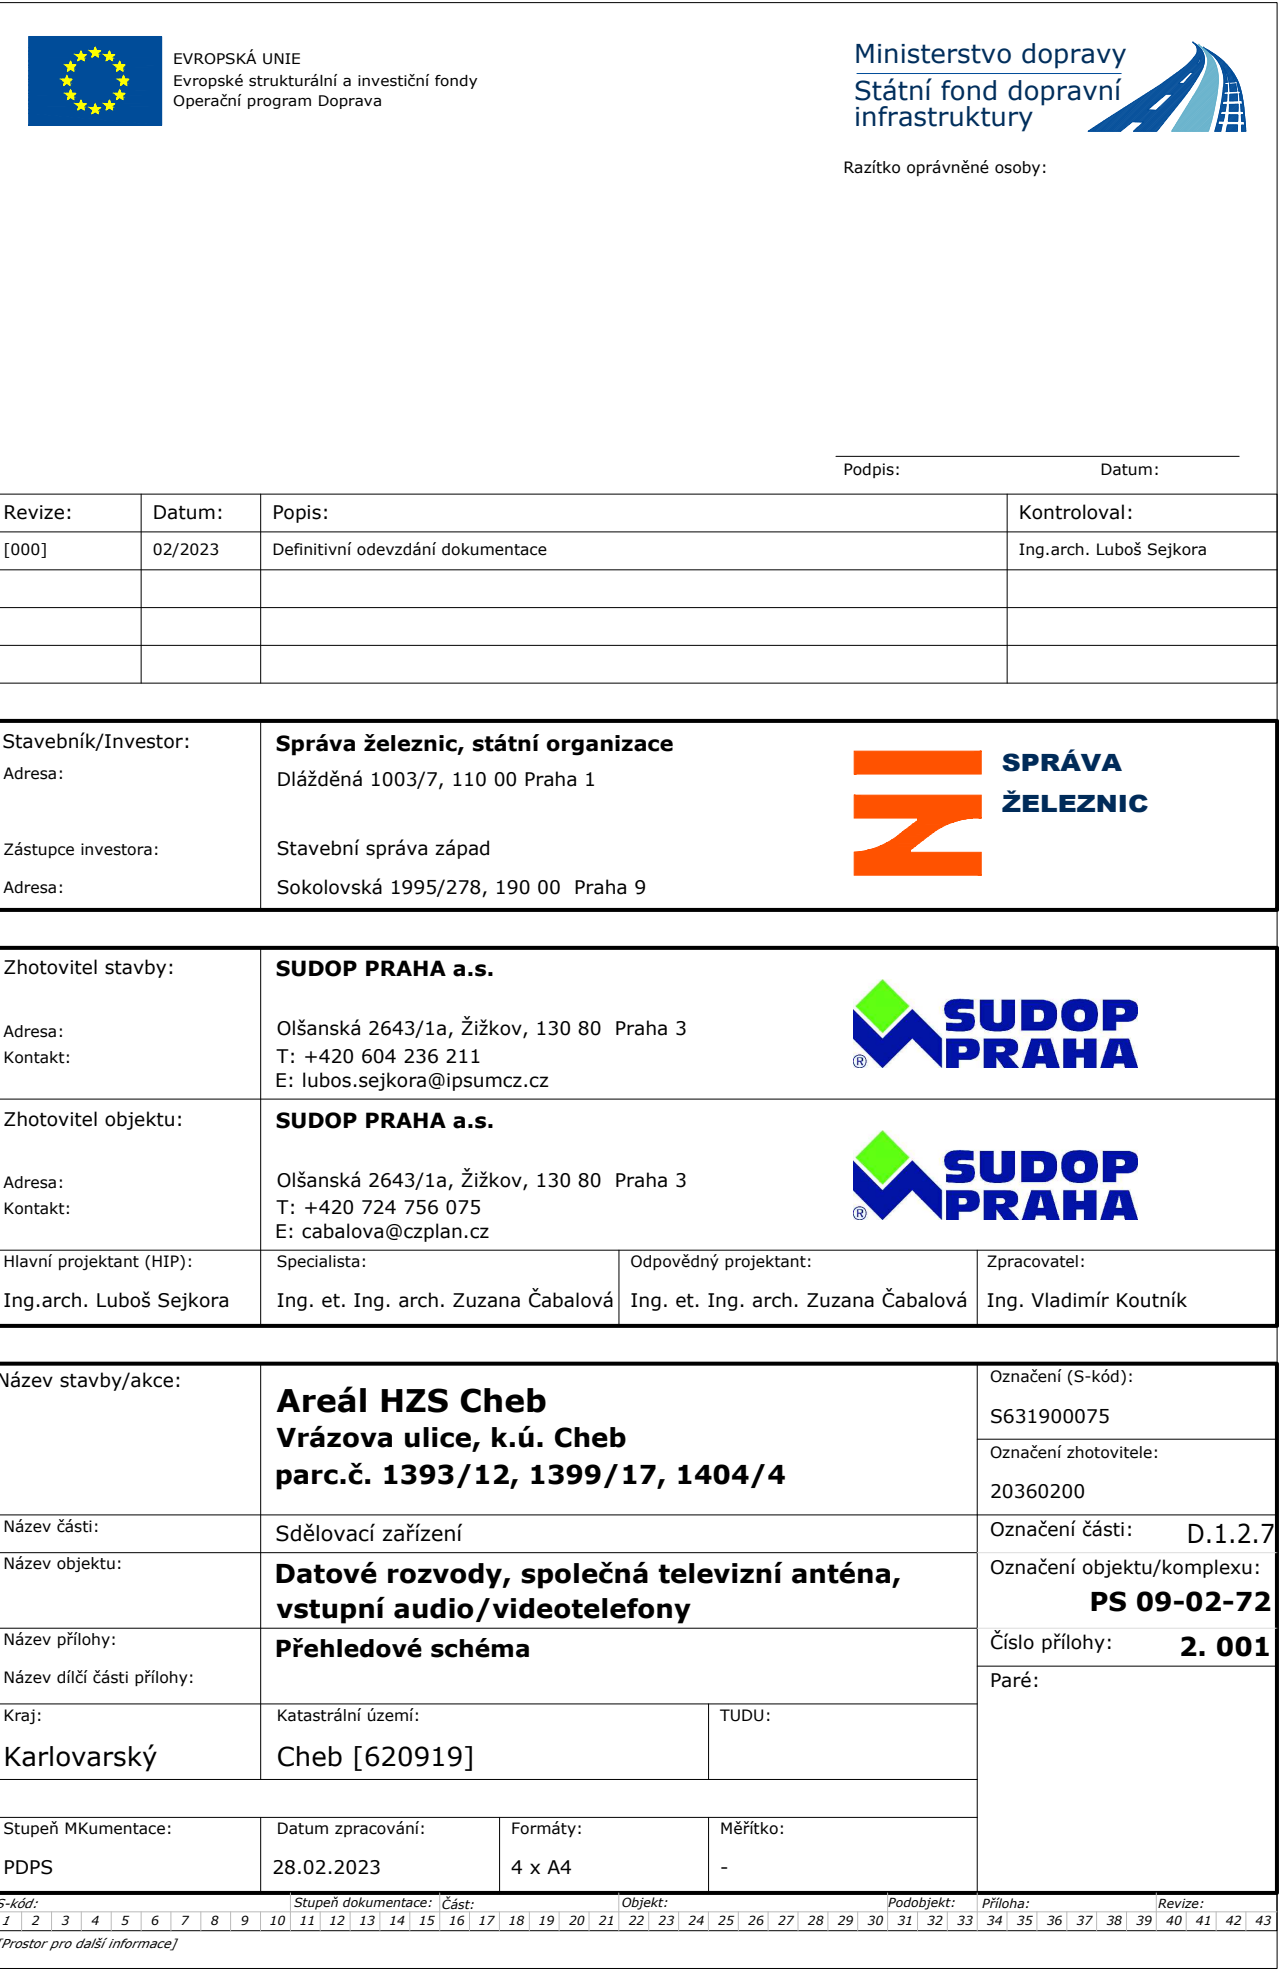 EVROPSKÁ UNIE
Evropské strukturální a investiční fondy
Operační program Doprava
Ministerstvo dopravy
Státní fond dopravní
infrastruktury
Razítko oprávněné osoby:
Podpis: Datum:
Revize: Datum: Popis: Kontroloval:
[000] 02/2023 Definitivní odevzdání dokumentace Ing.arch. Luboš Sejkora
Stavebník/Investor: Správa železnic, státní organizace
Adresa: Dlážděná 1003/7, 110 00 Praha 1
SPRÁVA
ŽELEZNIC
Zástupce investora: Stavební správa západ
Adresa: Sokolovská 1995/278, 190 00 Praha 9
Zhotovitel stavby: SUDOP PRAHA a.s.
Adresa: Olšanská 2643/1a, Žižkov, 130 80 Praha 3
Kontakt: T: +420 604 236 211
E: lubos.sejkora@ipsumcz.cz
SUDOP
PRAHA
®
Zhotovitel objektu: SUDOP PRAHA a.s.
Adresa: Olšanská 2643/1a, Žižkov, 130 80 Praha 3
Kontakt: T: +420 724 756 075
E: cabalova@czplan.cz
SUDOP
PRAHA
®
Hlavní projektant (HIP): Specialista: Odpovědný projektant: Zpracovatel:
Ing.arch. Luboš Sejkora Ing. et. Ing. arch. Zuzana Čabalová Ing. et. Ing. arch. Zuzana Čabalová Ing. Vladimír Koutník
Název stavby/akce: Areál HZS Cheb
Vrázova ulice, k.ú. Cheb
parc.č. 1393/12, 1399/17, 1404/4
Označení (S-kód):
S631900075
Označení zhotovitele:
20360200
Název části: Sdělovací zařízení Označení části: D.1.2.7
Název objektu: Datové rozvody, společná televizní anténa,
vstupní audio/videotelefony
Označení objektu/komplexu:
PS 09-02-72
Název přílohy: Přehledové schéma Číslo přílohy: 2. 001
Název dílčí části přílohy: Paré:
Kraj: Katastrální území: TUDU:
Karlovarský Cheb [620919]
Stupeň MKumentace: Datum zpracování: Formáty: Měřítko:
PDPS 28.02.2023 4 x A4 -
S-kód: Stupeň dokumentace: Část: Objekt: Podobjekt: Příloha: Revize:
1 2 3 4 5 6 7 8 9 10 11 12 13 14 15 16 17 18 19 20 21 22 23 24 25 26 27 28 29 30 31 32 33 34 35 36 37 38 39 40 41 42 43
[Prostor pro další informace]